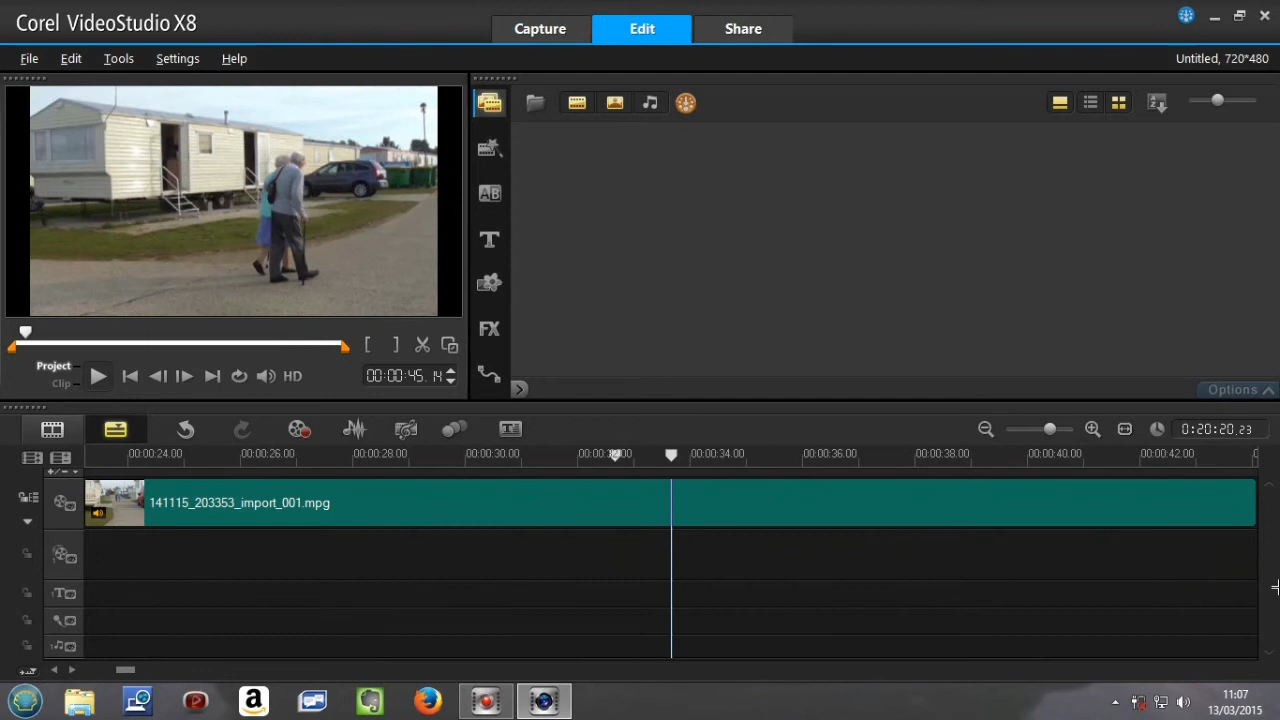 Corel VideoStudio X8
Capture
Edit
Share
File
Edit
Tools
Settings
Help
Untitled, 720*480
AB
T
FX
Project
Clip
HD
00:00:45.14
Options
0:20:20.23
00:00:24.00
00:00:26.00
00:00:28.00
00:00:30.00
00:00:34.00
00:00:36.00
00:00:38.00
00:00:40.00
00:00:42.00
141115_203353_import_001.mpg
11:07
13/03/2015